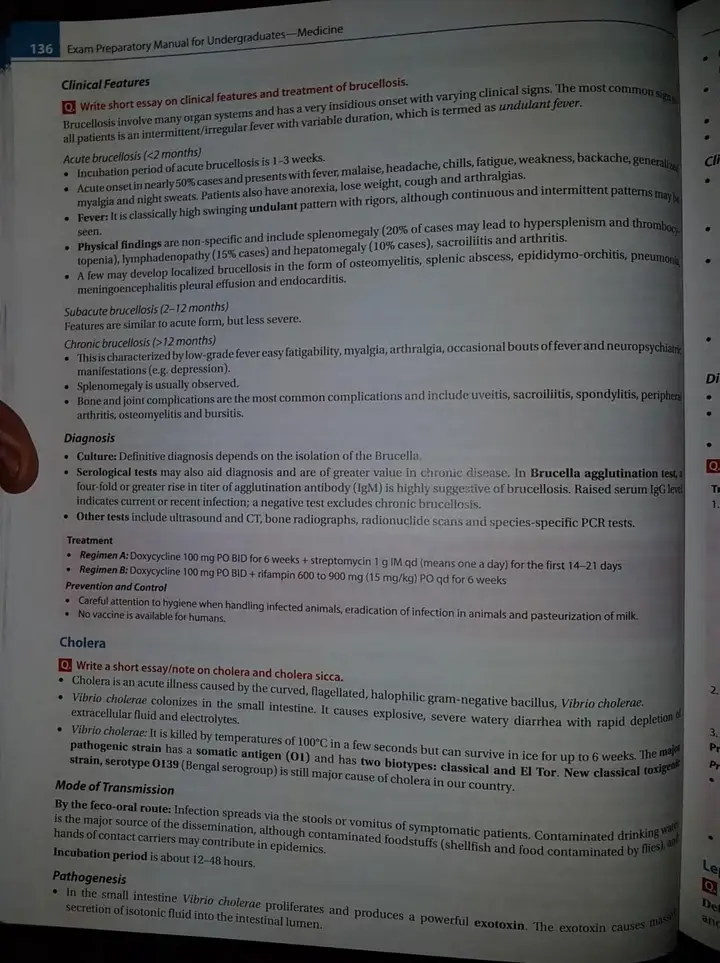 136 Exam Preparatory Manual for Undergraduates—Medicine
Clinical Features
Q. Write short essay on clinical features and treatment of brucellosis.
Brucellosis involve many organ systems and has a very insidious onset with varying clinical signs. The most common
all patients is an intermittent/irregular fever with variable duration, which is termed as undulant fever.
Acute brucellosis (<2 months)
• Incubation period of acute brucellosis is 1–3 weeks.
• Acute onset in nearly 50% cases and presents with fever, malaise, headache, chills, fatigue, weakness, backache, generalized
myalgia and night sweats. Patients also have anorexia, lose weight, cough and arthralgias.
• Fever: It is classically high swinging undulant pattern with rigors, although continuous and intermittent patterns may be
seen.
• Physical findings are non-specific and include splenomegaly (20% of cases may lead to hypersplenism and thrombocy-
topenia), lymphadenopathy (15% cases) and hepatomegaly (10% cases), sacroiliitis and arthritis.
• A few may develop localized brucellosis in the form of osteomyelitis, splenic abscess, epididymo-orchitis, pneumonia,
meningoencephalitis pleural effusion and endocarditis.
Subacute brucellosis (2–12 months)
Features are similar to acute form, but less severe.
Chronic brucellosis (>12 months)
• This is characterized by low-grade fever easy fatigability, myalgia, arthralgia, occasional bouts of fever and neuropsychiatric
manifestations (e.g. depression).
• Splenomegaly is usually observed.
• Bone and joint complications are the most common complications and include uveitis, sacroiliitis, spondylitis, peripheral
arthritis, osteomyelitis and bursitis.
Diagnosis
• Culture: Definitive diagnosis depends on the isolation of the Brucella.
• Serological tests may also aid diagnosis and are of greater value in chronic disease. In Brucella agglutination test, a
four-fold or greater rise in titer of agglutination antibody (IgM) is highly suggestive of brucellosis. Raised serum IgG level
indicates current or recent infection; a negative test excludes chronic brucellosis.
• Other tests include ultrasound and CT, bone radiographs, radionuclide scans and species-specific PCR tests.
Treatment
• Regimen A: Doxycycline 100 mg PO BID for 6 weeks + streptomycin 1 g IM qd (means one a day) for the first 14–21 days
• Regimen B: Doxycycline 100 mg PO BID + rifampin 600 to 900 mg (15 mg/kg) PO qd for 6 weeks
Prevention and Control
• Careful attention to hygiene when handling infected animals, eradication of infection in animals and pasteurization of milk.
• No vaccine is available for humans.
Cholera
Q. Write a short essay/note on cholera and cholera sicca.
• Cholera is an acute illness caused by the curved, flagellated, halophilic gram-negative bacillus, Vibrio cholerae.
• Vibrio cholerae colonizes in the small intestine. It causes explosive, severe watery diarrhea with rapid depletion of
extracellular fluid and electrolytes.
• Vibrio cholerae: It is killed by temperatures of 100°C in a few seconds but can survive in ice for up to 6 weeks. The major
pathogenic strain has a somatic antigen (O1) and has two biotypes: classical and El Tor. New classical toxigenic
strain, serotype O139 (Bengal serogroup) is still major cause of cholera in our country.
Mode of Transmission
By the feco-oral route: Infection spreads via the stools or vomitus of symptomatic patients. Contaminated drinking water
is the major source of the dissemination, although contaminated foodstuffs (shellfish and food contaminated by flies), and
hands of contact carriers may contribute in epidemics.
Incubation period is about 12–48 hours.
Pathogenesis
• In the small intestine Vibrio cholerae proliferates and produces a powerful exotoxin. The exotoxin causes
secretion of isotonic fluid into the intestinal lumen.
Cli
Di
Q.
1.
2.
3.
Q.